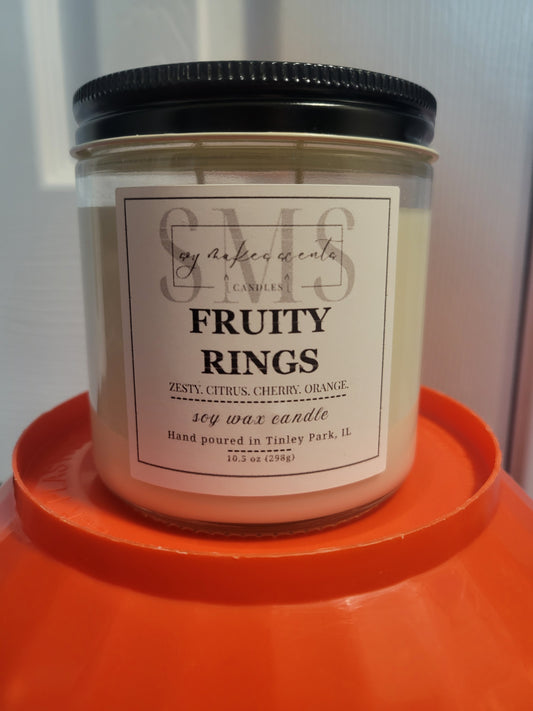 SMS
soy makes scents
CANDLES
FRUITY
RINGS
ZESTY. CITRUS. CHERRY. ORANGE.
soy wax candle
Hand poured in Tinley Park, IL
10.5 oz (298g)